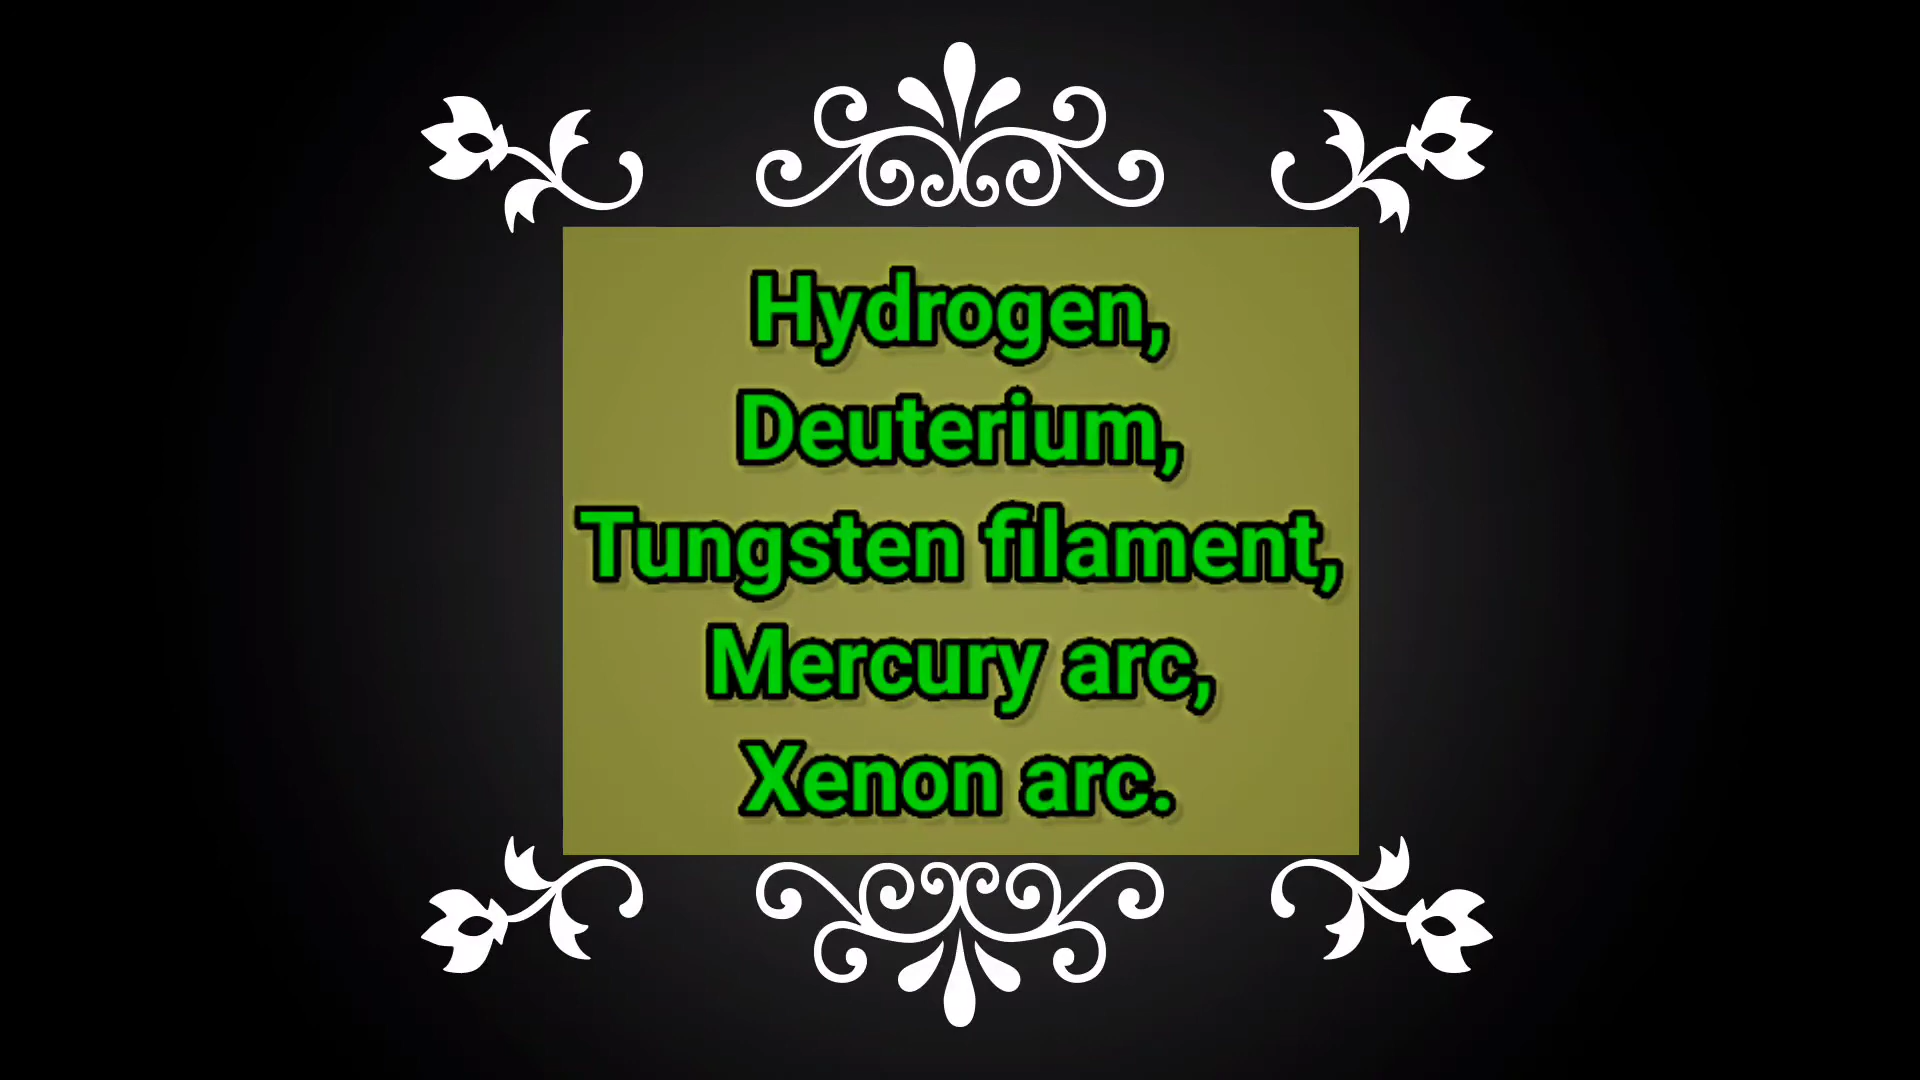 Hydrogen,
Deuterium,
Tungsten filament,
Mercury arc,
Xenon arc.